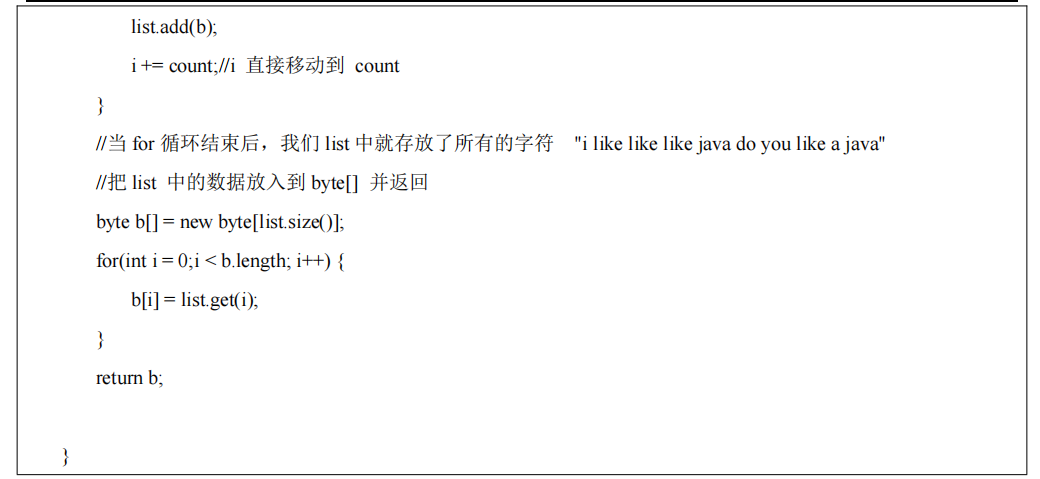 list.add(b);
i += count;//i 直接移动到 count
}
//当 for 循环结束后，我们 list 中就存放了所有的字符 "i like like like java do you like a java"
//把 list 中的数据放入到 byte[] 并返回
byte b[] = new byte[list.size()];
for(int i = 0;i < b.length; i++) {
b[i] = list.get(i);
}
return b;
}